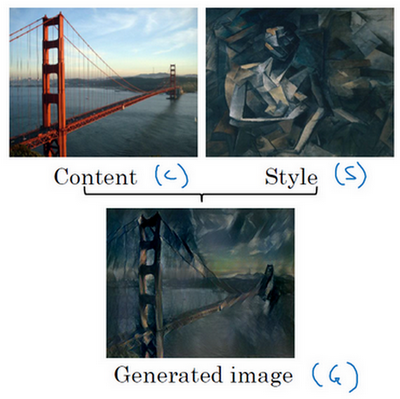 Content (C) Style (S)
Generated image (G)